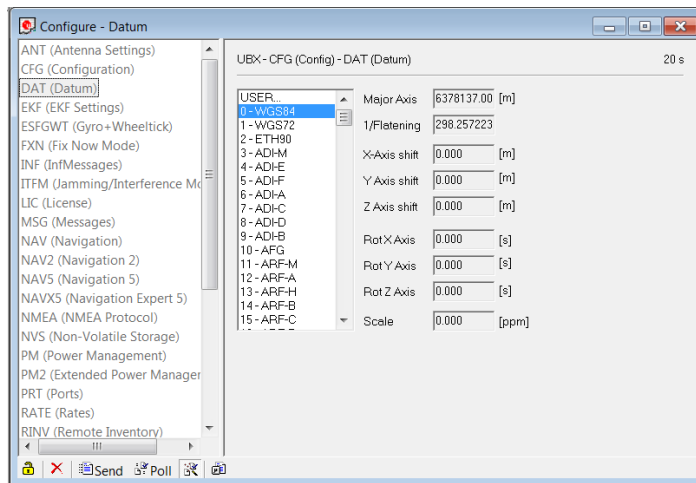 Configure - Datum
ANT (Antenna Settings)
CFG (Configuration)
DAT (Datum)
EKF (EKF Settings)
ESFGWT (Gyro+Wheeltick)
FXN (Fix Now Mode)
INF (InfMessages)
ITFM (Jamming/Interference Mo
LIC (License)
MSG (Messages)
NAV (Navigation)
NAV2 (Navigation 2)
NAV5 (Navigation 5)
NAVX5 (Navigation Expert 5)
NMEA (NMEA Protocol)
NVS (Non-Volatile Storage)
PM (Power Management)
PM2 (Extended Power Manager
PRT (Ports)
RATE (Rates)
RINV (Remote Inventory)
UBX - CFG (Config) - DAT (Datum) 20 s
USER...
0 - WGS84
1 - WGS72
2 - ETH90
3 - ADI-M
4 - ADI-E
5 - ADI-F
6 - ADI-A
7 - ADI-C
8 - ADI-D
9 - ADI-B
10 - AFG
11 - ARF-M
12 - ARF-A
13 - ARF-H
14 - ARF-B
15 - ARF-C
Major Axis 6378137.00 [m]
1/Flatening 298.257223
X-Axis shift 0.000 [m]
Y Axis shift 0.000 [m]
Z Axis shift 0.000 [m]
Rot X Axis 0.000 [s]
Rot Y Axis 0.000 [s]
Rot Z Axis 0.000 [s]
Scale 0.000 [ppm]
Send Poll